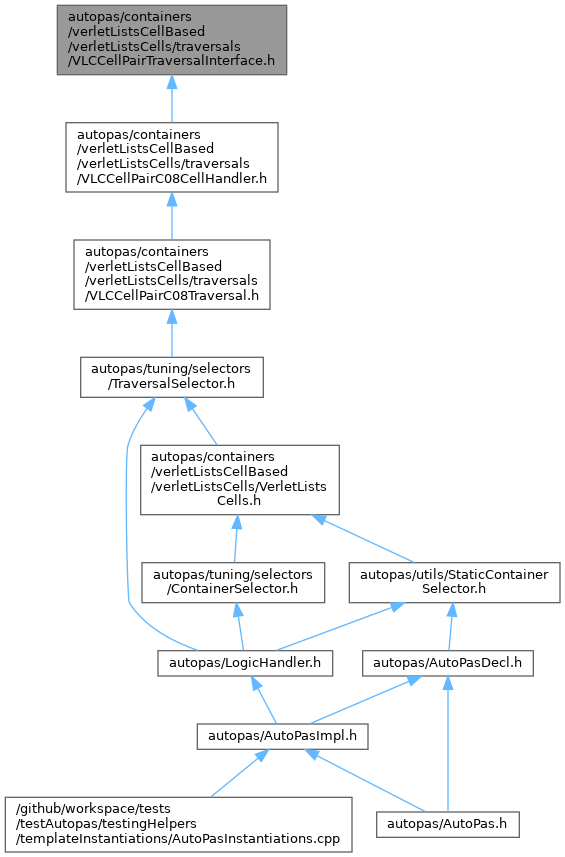 autopas/containers
/verletListsCellBased
/verletListsCells/traversals
/VLCCellPairTraversalInterface.h
autopas/containers
/verletListsCellBased
/verletListsCells/traversals
/VLCCellPairC08CellHandler.h
autopas/containers
/verletListsCellBased
/verletListsCells/traversals
/VLCCellPairC08Traversal.h
autopas/tuning/selectors
/TraversalSelector.h
autopas/containers
/verletListsCellBased
/verletListsCells/VerletLists
Cells.h
autopas/tuning/selectors
/ContainerSelector.h
autopas/utils/StaticContainer
Selector.h
autopas/LogicHandler.h
autopas/AutoPasDecl.h
autopas/AutoPasImpl.h
/github/workspace/tests
/testAutopas/testingHelpers
/templateInstantiations/AutoPasInstantiations.cpp
autopas/AutoPas.h